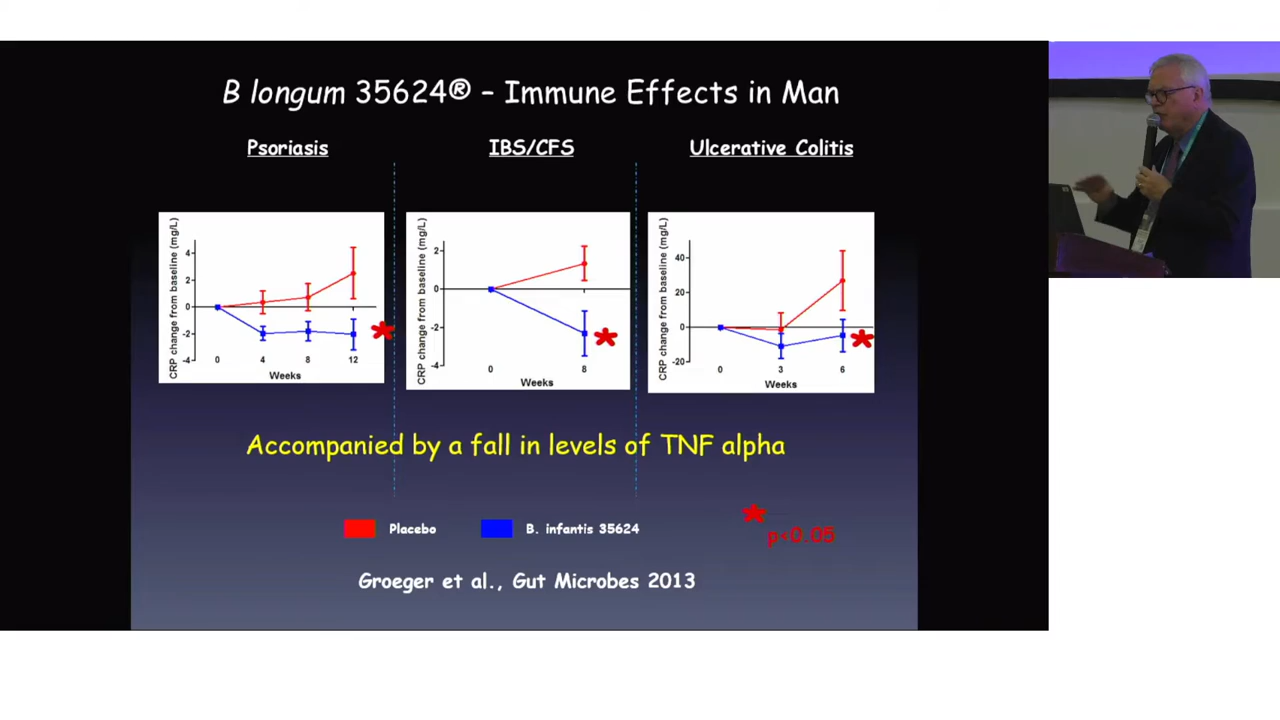 B longum 35624® – Immune Effects in Man
Psoriasis
IBS/CFS
Ulcerative Colitis
CRP change from baseline (mg/L)
4
2
0
-2
-4
0
4
8
12
Weeks
CRP change from baseline (mg/L)
2
0
-2
-4
0
8
Weeks
CRP change from baseline (mg/L)
40
20
0
-20
0
3
6
Weeks
Accompanied by a fall in levels of TNF alpha
Placebo
B. infantis 35624
p<0.05
Groeger et al., Gut Microbes 2013